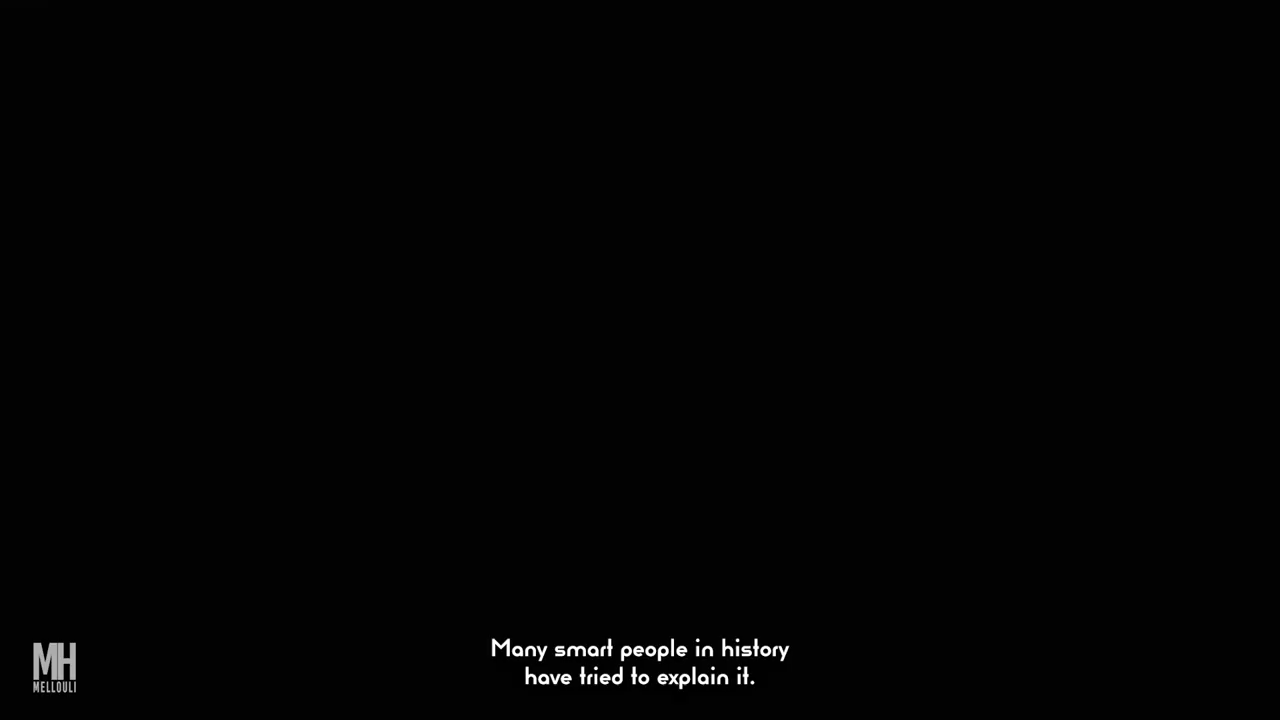 Many smart people in history
have tried to explain it.
MH
MELLOULI